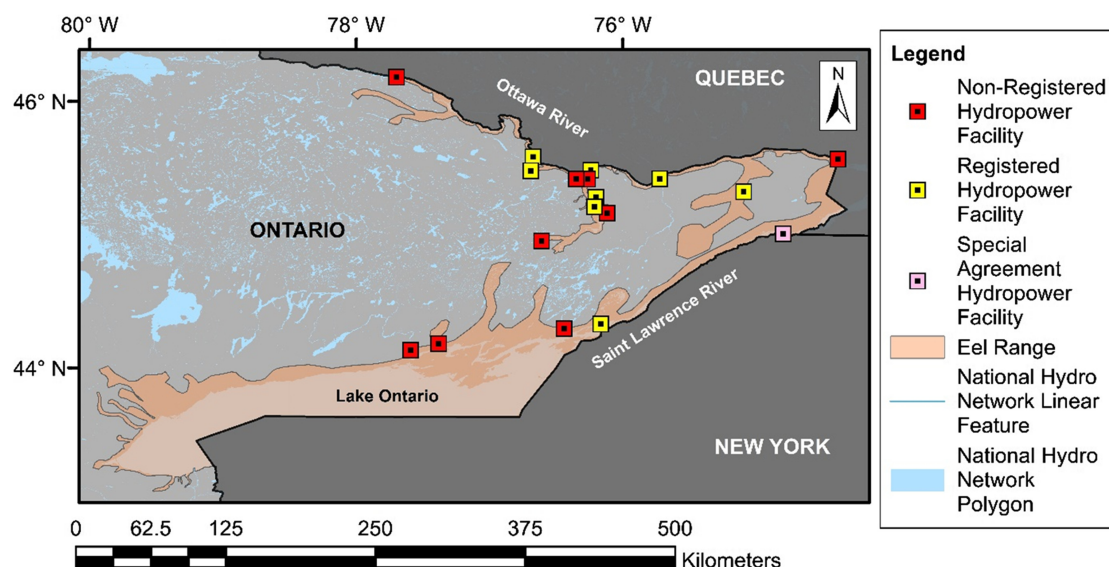 80° W
78° W
76° W
46° N
44° N
QUEBEC
N
Ottawa River
ONTARIO
Saint Lawrence River
Lake Ontario
NEW YORK
0
62.5
125
250
375
500
Kilometers
Legend
Non-Registered
Hydropower
Facility
Registered
Hydropower
Facility
Special
Agreement
Hydropower
Facility
Eel Range
National Hydro
Network Linear
Feature
National Hydro
Network
Polygon